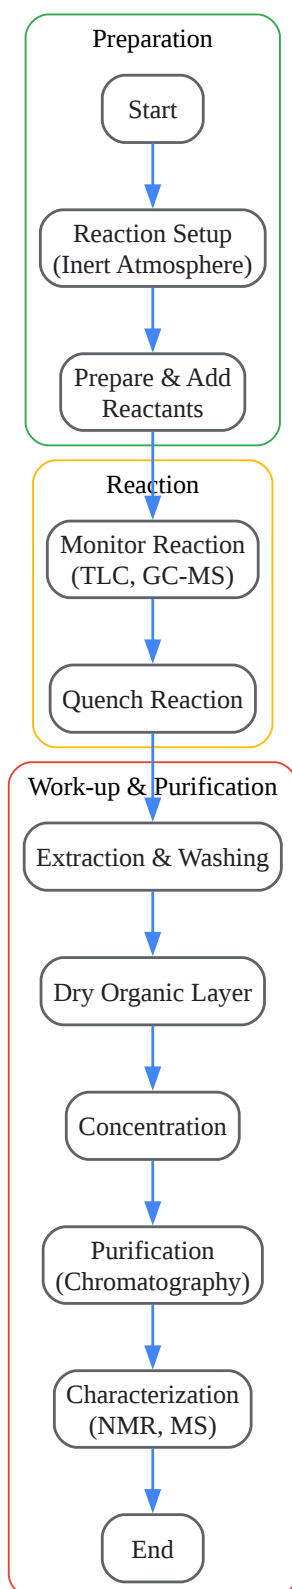 Preparation
Start
Reaction Setup
(Inert Atmosphere)
Prepare & Add
Reactants
Reaction
Monitor Reaction
(TLC, GC-MS)
Quench Reaction
Work-up & Purification
Extraction & Washing
Dry Organic Layer
Concentration
Purification
(Chromatography)
Characterization
(NMR, MS)
End